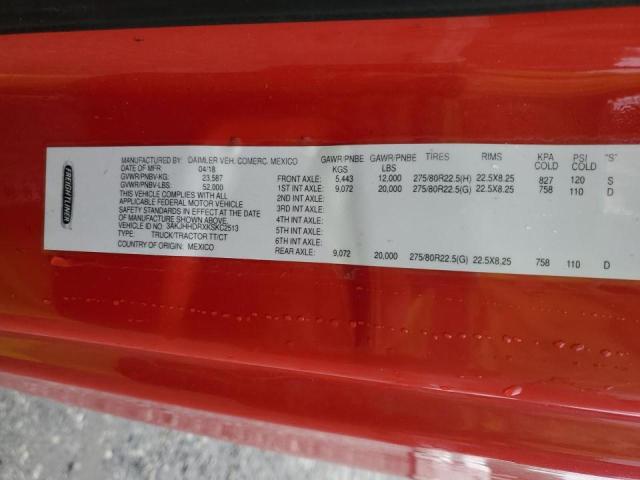 FREIGHTLINER
MANUFACTURED BY: DAIMLER VEH. COMERC. MEXICO
DATE OF MFR: 04/18
GVWR/PNBV-KG: 23,587
GVWR/PNBV-LBS: 52,000
THIS VEHICLE COMPLIES WITH ALL
APPLICABLE FEDERAL MOTOR VEHICLE
SAFETY STANDARDS IN EFFECT AT THE DATE
OF MANUFACTURE SHOWN ABOVE.
VEHICLE ID NO.: 3AKJHHDRXKSKC2513
TYPE: TRUCK/TRACTOR TT/CT
COUNTRY OF ORIGIN: MEXICO
GAWR/PNBE GAWR/PNBE TIRES RIMS KPA PSI/ "S"
KGS LBS COLD COLD
FRONT AXLE: 5,443 12,000 275/80R22.5(H) 22.5X8.25 827 120 S
1ST INT AXLE: 9,072 20,000 275/80R22.5(G) 22.5X8.25 758 110 D
2ND INT AXLE:
3RD INT AXLE:
4TH INT AXLE:
5TH INT AXLE:
6TH INT AXLE:
REAR AXLE: 9,072 20,000 275/80R22.5(G) 22.5X8.25 758 110 D